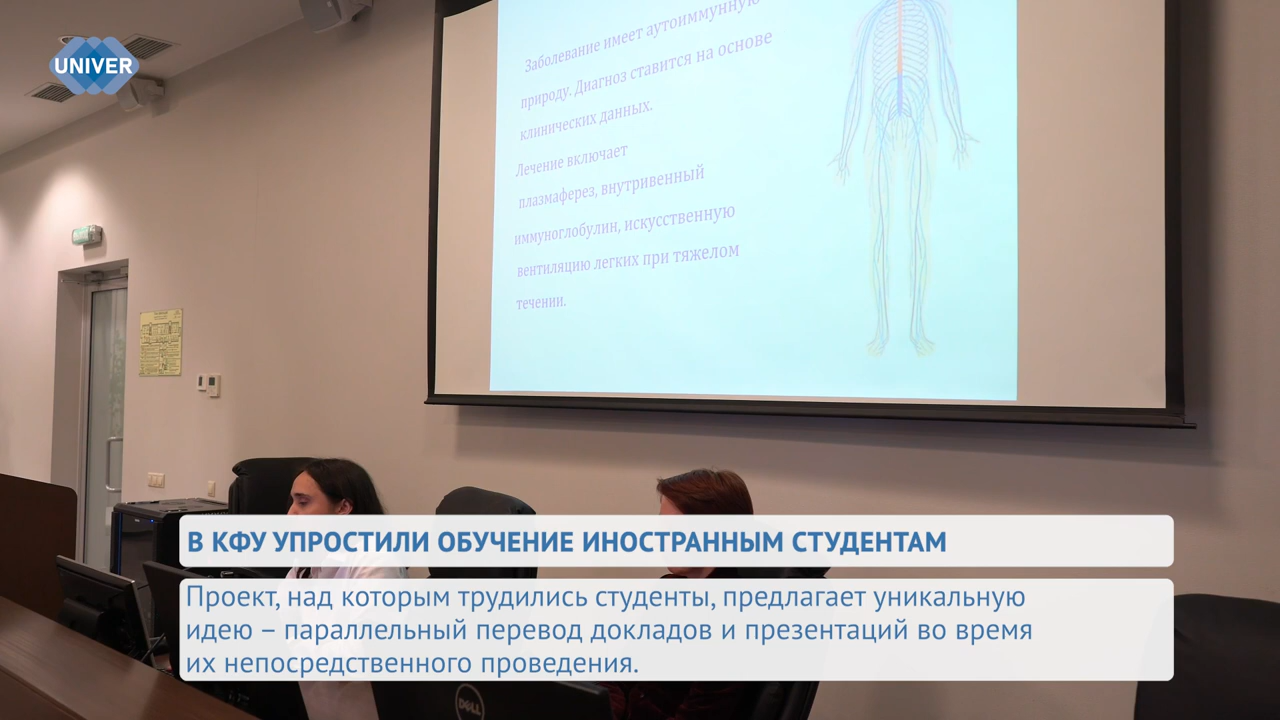 UNIVER
Заболевание имеет аутоиммунную
природу. Диагноз ставится на основе
клинических данных.
Лечение включает
плазмаферез, внутривенный
иммуноглобулин, искусственную
вентиляцию легких при тяжелом
течении.
В КФУ УПРОСТИЛИ ОБУЧЕНИЕ ИНОСТРАННЫМ СТУДЕНТАМ
Проект, над которым трудились студенты, предлагает уникальную
идею – параллельный перевод докладов и презентаций во время
их непосредственного проведения.
DELL